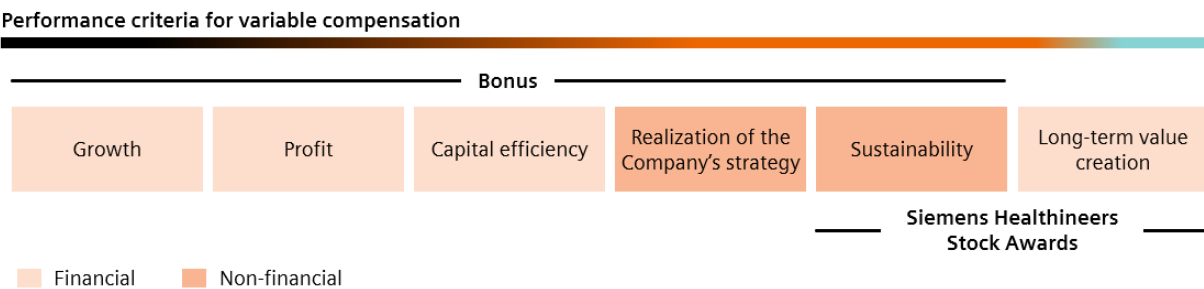 Performance criteria for variable compensation
Bonus
Growth
Profit
Capital efficiency
Realization of the
Company’s strategy
Sustainability
Long-term value
creation
Siemens Healthineers
Stock Awards
Financial
Non-financial